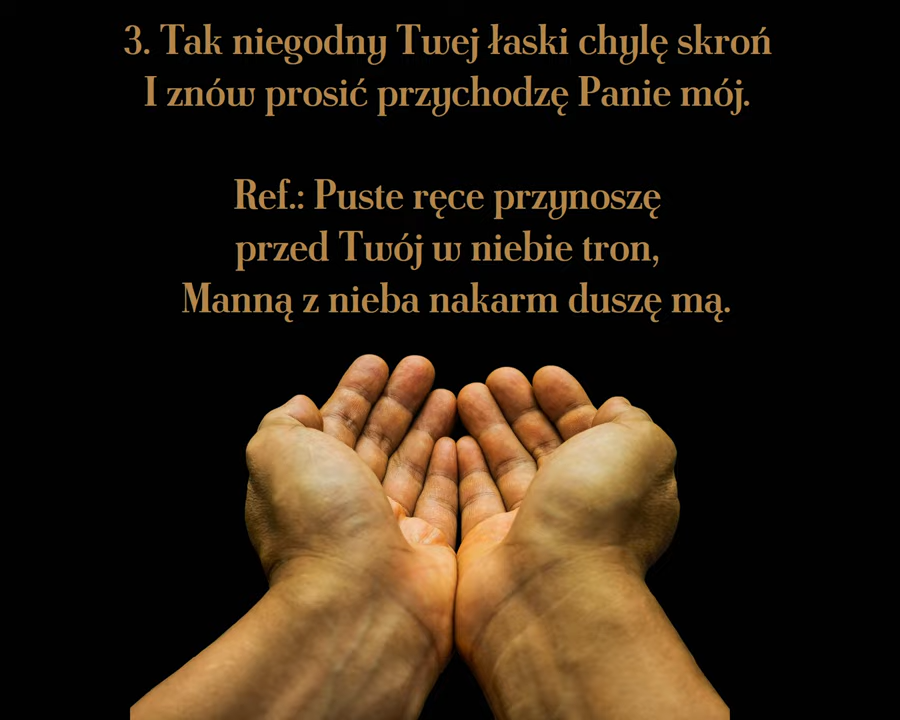 3. Tak niegodny Twej łaski chylę skroń
I znów prosić przychodzę Panie mój.
Ref.: Puste ręce przynoszę
przed Twój w niebie tron,
Manną z nieba nakarm duszę mą.